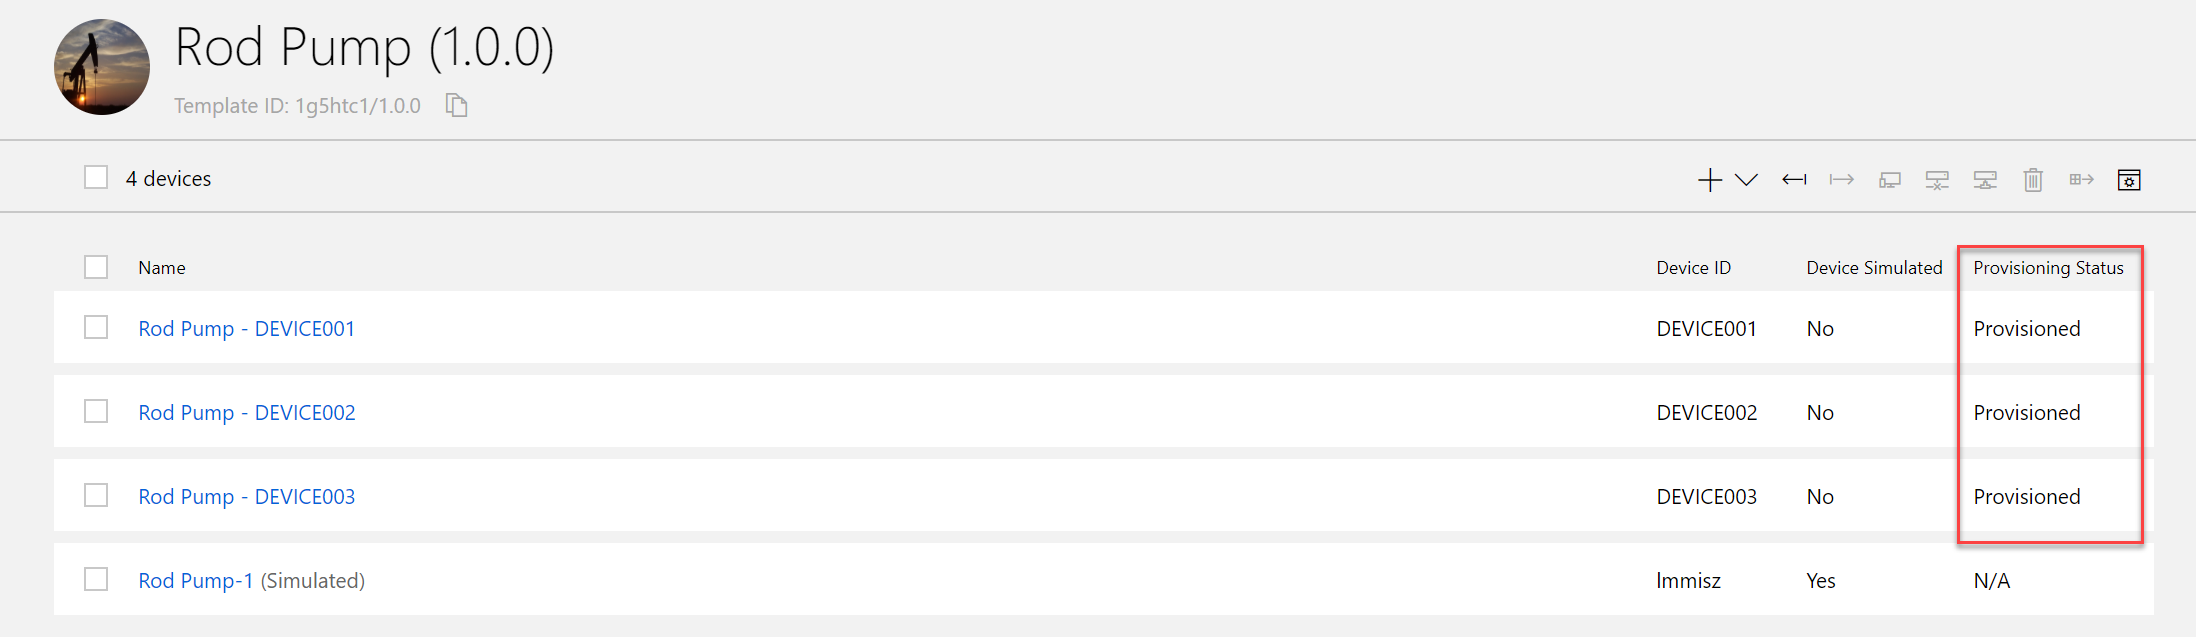 Rod Pump (1.0.0)
Template ID: 1g5htc1/1.0.0
4 devices
Name Device ID Device Simulated Provisioning Status
Rod Pump - DEVICE001 DEVICE001 No Provisioned
Rod Pump - DEVICE002 DEVICE002 No Provisioned
Rod Pump - DEVICE003 DEVICE003 No Provisioned
Rod Pump-1 (Simulated) lmmisz Yes N/A